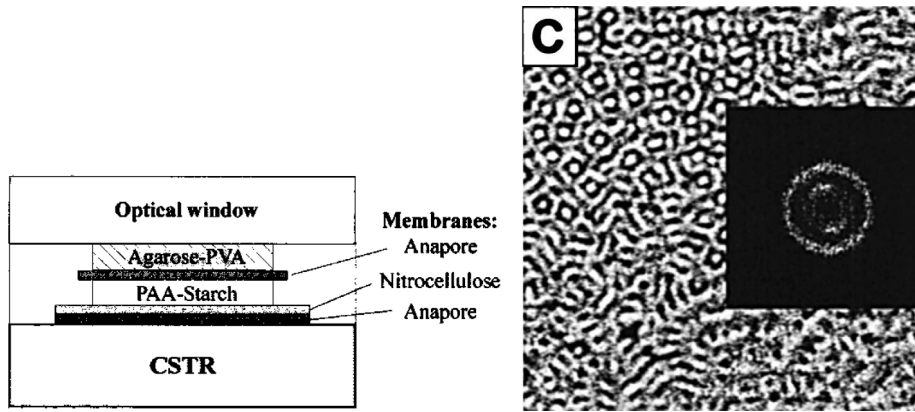 C
Optical window
Membranes:
Agarose-PVA
Anapore
PAA-Starch
Nitrocellulose
Anapore
CSTR